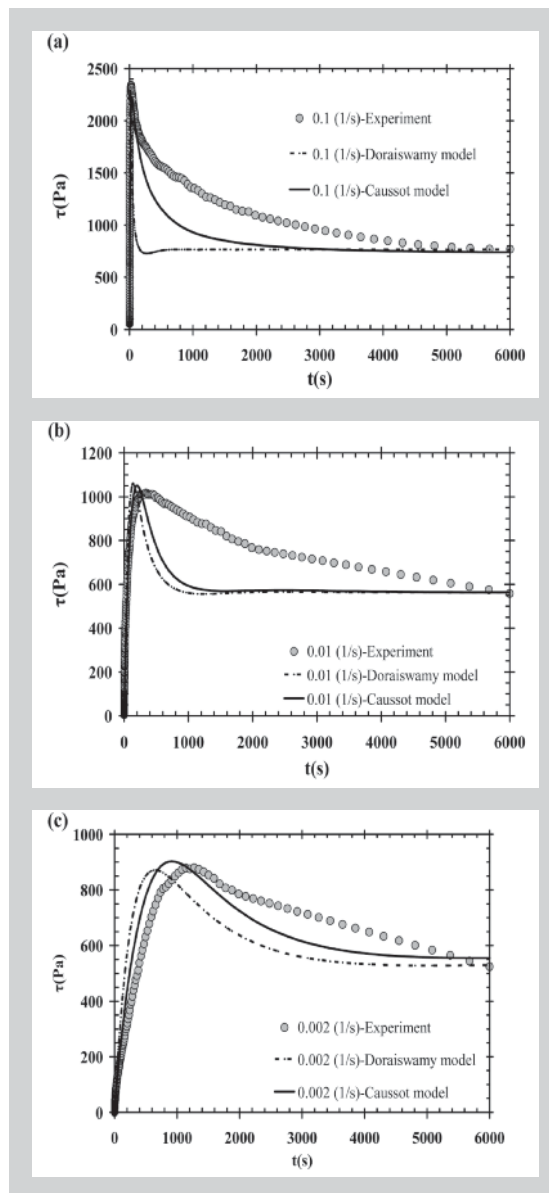 (a)
2500
2000
1500
1000
500
0
τ(Pa)
0.1 (1/s)-Experiment
0.1 (1/s)-Doraiswamy model
0.1 (1/s)-Caussot model
0 1000 2000 3000 4000 5000 6000
t(s)
(b)
1200
1000
800
600
400
200
0
τ(Pa)
0.01 (1/s)-Experiment
0.01 (1/s)-Doraiswamy model
0.01 (1/s)-Caussot model
0 1000 2000 3000 4000 5000 6000
t(s)
(c)
1000
800
600
400
200
0
τ(Pa)
0.002 (1/s)-Experiment
0.002 (1/s)-Doraiswamy model
0.002 (1/s)-Caussot model
0 1000 2000 3000 4000 5000 6000
t(s)